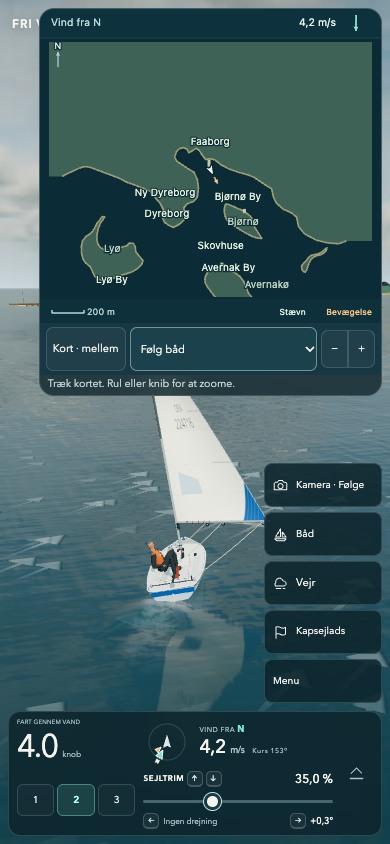 FRI V
Vind fra N
4,2 m/s
N
Faaborg
Ny Dyreborg
Bjørnø By
Dyreborg
Bjørnø
Skovhuse
Lyø
Avernak By
Lyø By
Avernakø
200 m
Stævn
Bevægelse
Kort · mellem
Følg båd
−
+
Træk kortet. Rul eller knib for at zoome.
Kamera · Følge
Båd
Vejr
Kapsejlads
Menu
FART GENNEM VAND
4.0 knob
VIND FRA N
4,2 m/s Kurs 153°
SEJLTRIM ↑ ↓ 35,0 %
1
2
3
← Ingen drejning → +0,3°